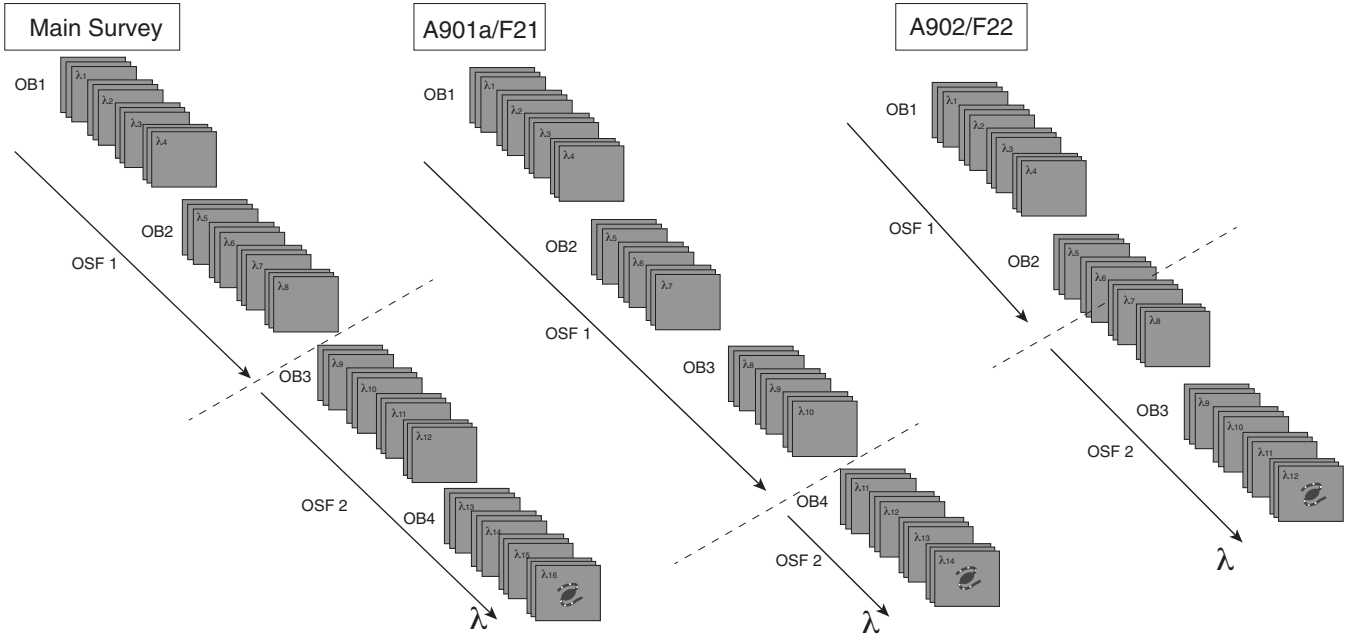 Main Survey
OB1
λ1
λ2
λ3
λ4
OSF 1
OB2
λ5
λ6
λ7
λ8
OB3
λ9
λ10
λ11
λ12
OSF 2
OB4
λ13
λ14
λ15
λ16
λ
A901a/F21
OB1
λ1
λ2
λ3
λ4
OSF 1
OB2
λ5
λ6
λ7
OB3
λ8
λ9
λ10
OB4
λ11
λ12
λ13
λ14
OSF 2
λ
A902/F22
OB1
λ1
λ2
λ3
λ4
OSF 1
OB2
λ5
λ6
λ7
λ8
OB3
λ9
λ10
λ11
λ12
OSF 2
λ